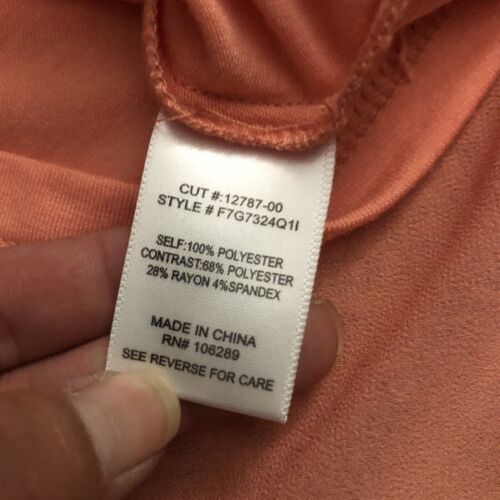 CUT #:12787-00
STYLE # F7G7324Q1I
SELF:100% POLYESTER
CONTRAST:68% POLYESTER
28% RAYON 4%SPANDEX
MADE IN CHINA
RN# 106289
SEE REVERSE FOR CARE